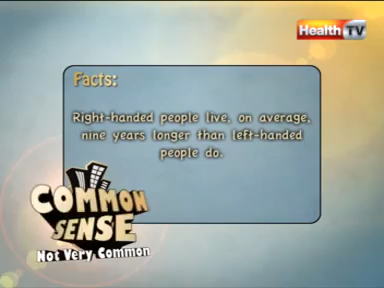 Health TV
Facts:
Right-handed people live, on average,
nine years longer than left-handed
people do.
COMMON
SENSE
Not Very Common